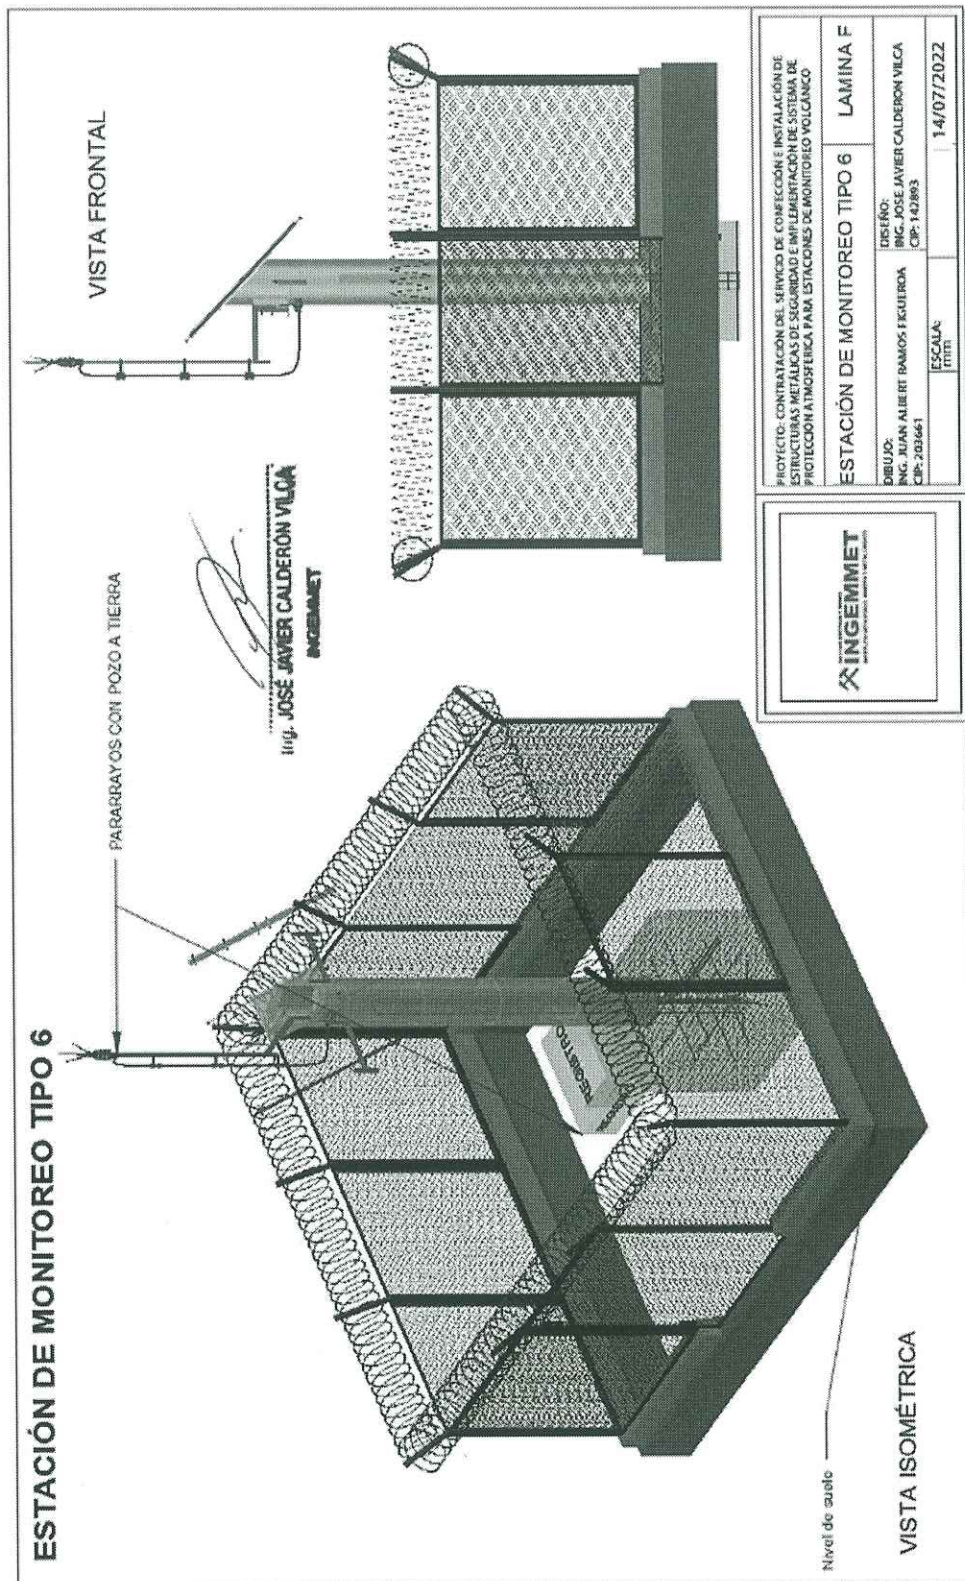 ESTACIÓN DE MONITOREO TIPO 6
PARARRAYOS CON POZO A TIERRA
VISTA FRONTAL
Ing. JOSÉ JAVIER CALDERÓN VILCA
INGEMMET
REGISTRO
Nivel de suelo
VISTA ISOMÉTRICA
INGEMMET
PROYECTO: CONTRATACIÓN DEL SERVICIO DE CONFECCIÓN E INSTALACIÓN DE
ESTRUCTURAS METÁLICAS DE SEGURIDAD E IMPLEMENTACIÓN DE SISTEMA DE
PROTECCIÓN ATMOSFERICA PARA ESTACIONES DE MONITOREO VOLCÁNICO
ESTACIÓN DE MONITOREO TIPO 6
LAMINA F
DIBUJO:
ING. JUAN ALBERT RAMOS FIGUEROA
CIP: 203661
DISEÑO:
ING. JOSE JAVIER CALDERON VILCA
CIP: 142893
ESCALA:
mm
14/07/2022